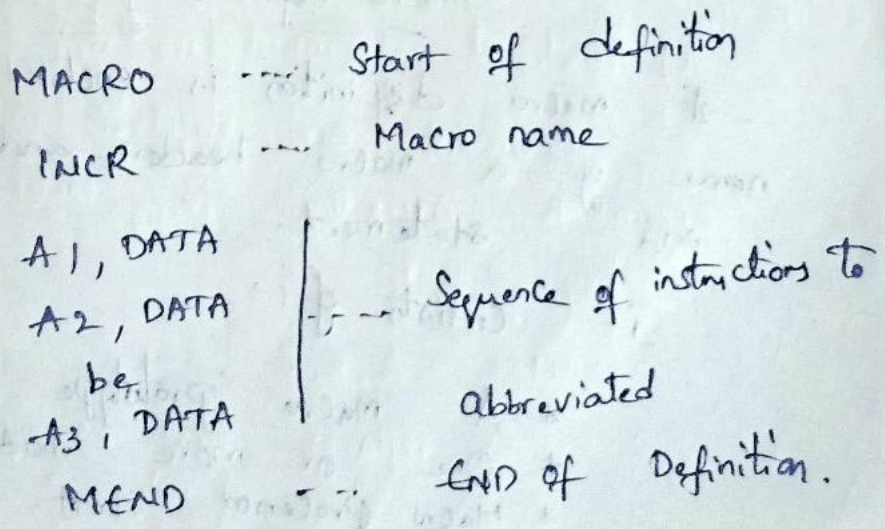 MACRO ---- Start of definition
INCR ---- Macro name
A1, DATA
A2, DATA ---- Sequence of instructions to
be
A3, DATA abbreviated
MEND --- END of Definition.